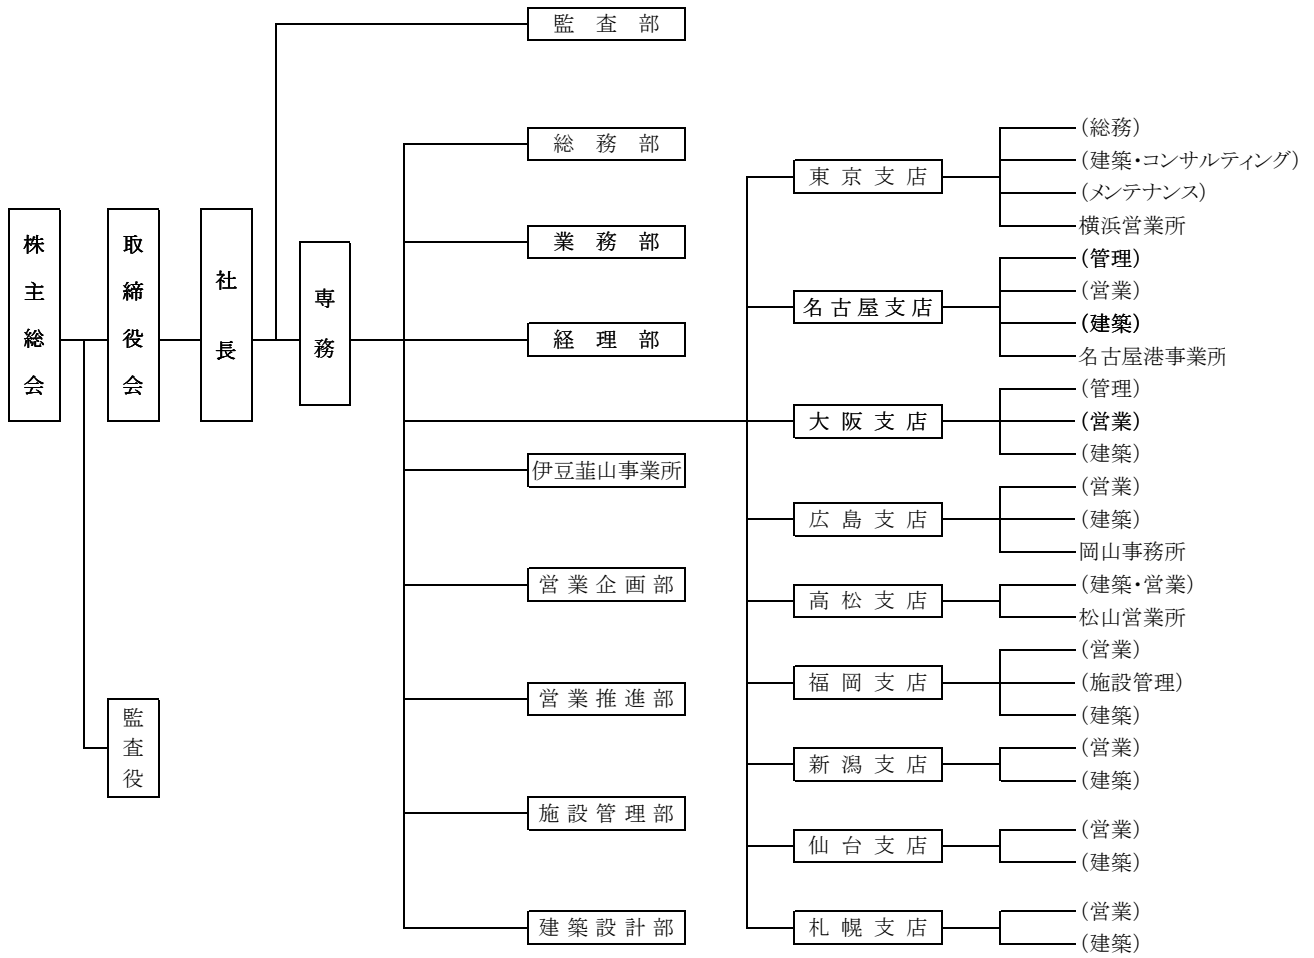 監査部
総務部
業務部
経理部
伊豆韮山事業所
営業企画部
営業推進部
施設管理部
建築設計部
株主総会
取締役会
社長
専務
監査役
東京支店
(総務)
(建築・コンサルティング)
(メンテナンス)
横浜営業所
名古屋支店
(管理)
(営業)
(建築)
名古屋港事業所
大阪支店
(管理)
(営業)
(建築)
広島支店
(営業)
(建築)
岡山事務所
高松支店
(建築・営業)
松山営業所
福岡支店
(営業)
(施設管理)
(建築)
新潟支店
(営業)
(建築)
仙台支店
(営業)
(建築)
札幌支店
(営業)
(建築)